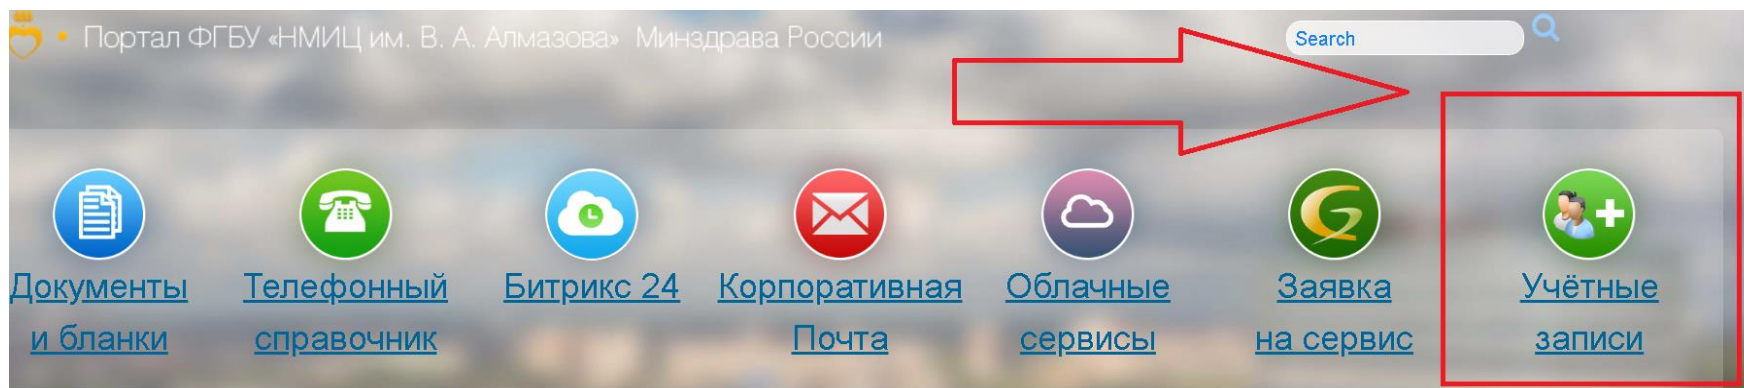 Портал ФГБУ «НМИЦ им. В. А. Алмазова» Минздрава России
Search
Документы
и бланки
Телефонный
справочник
Битрикс 24
Корпоративная
Почта
Облачные
сервисы
Заявка
на сервис
Учётные
записи